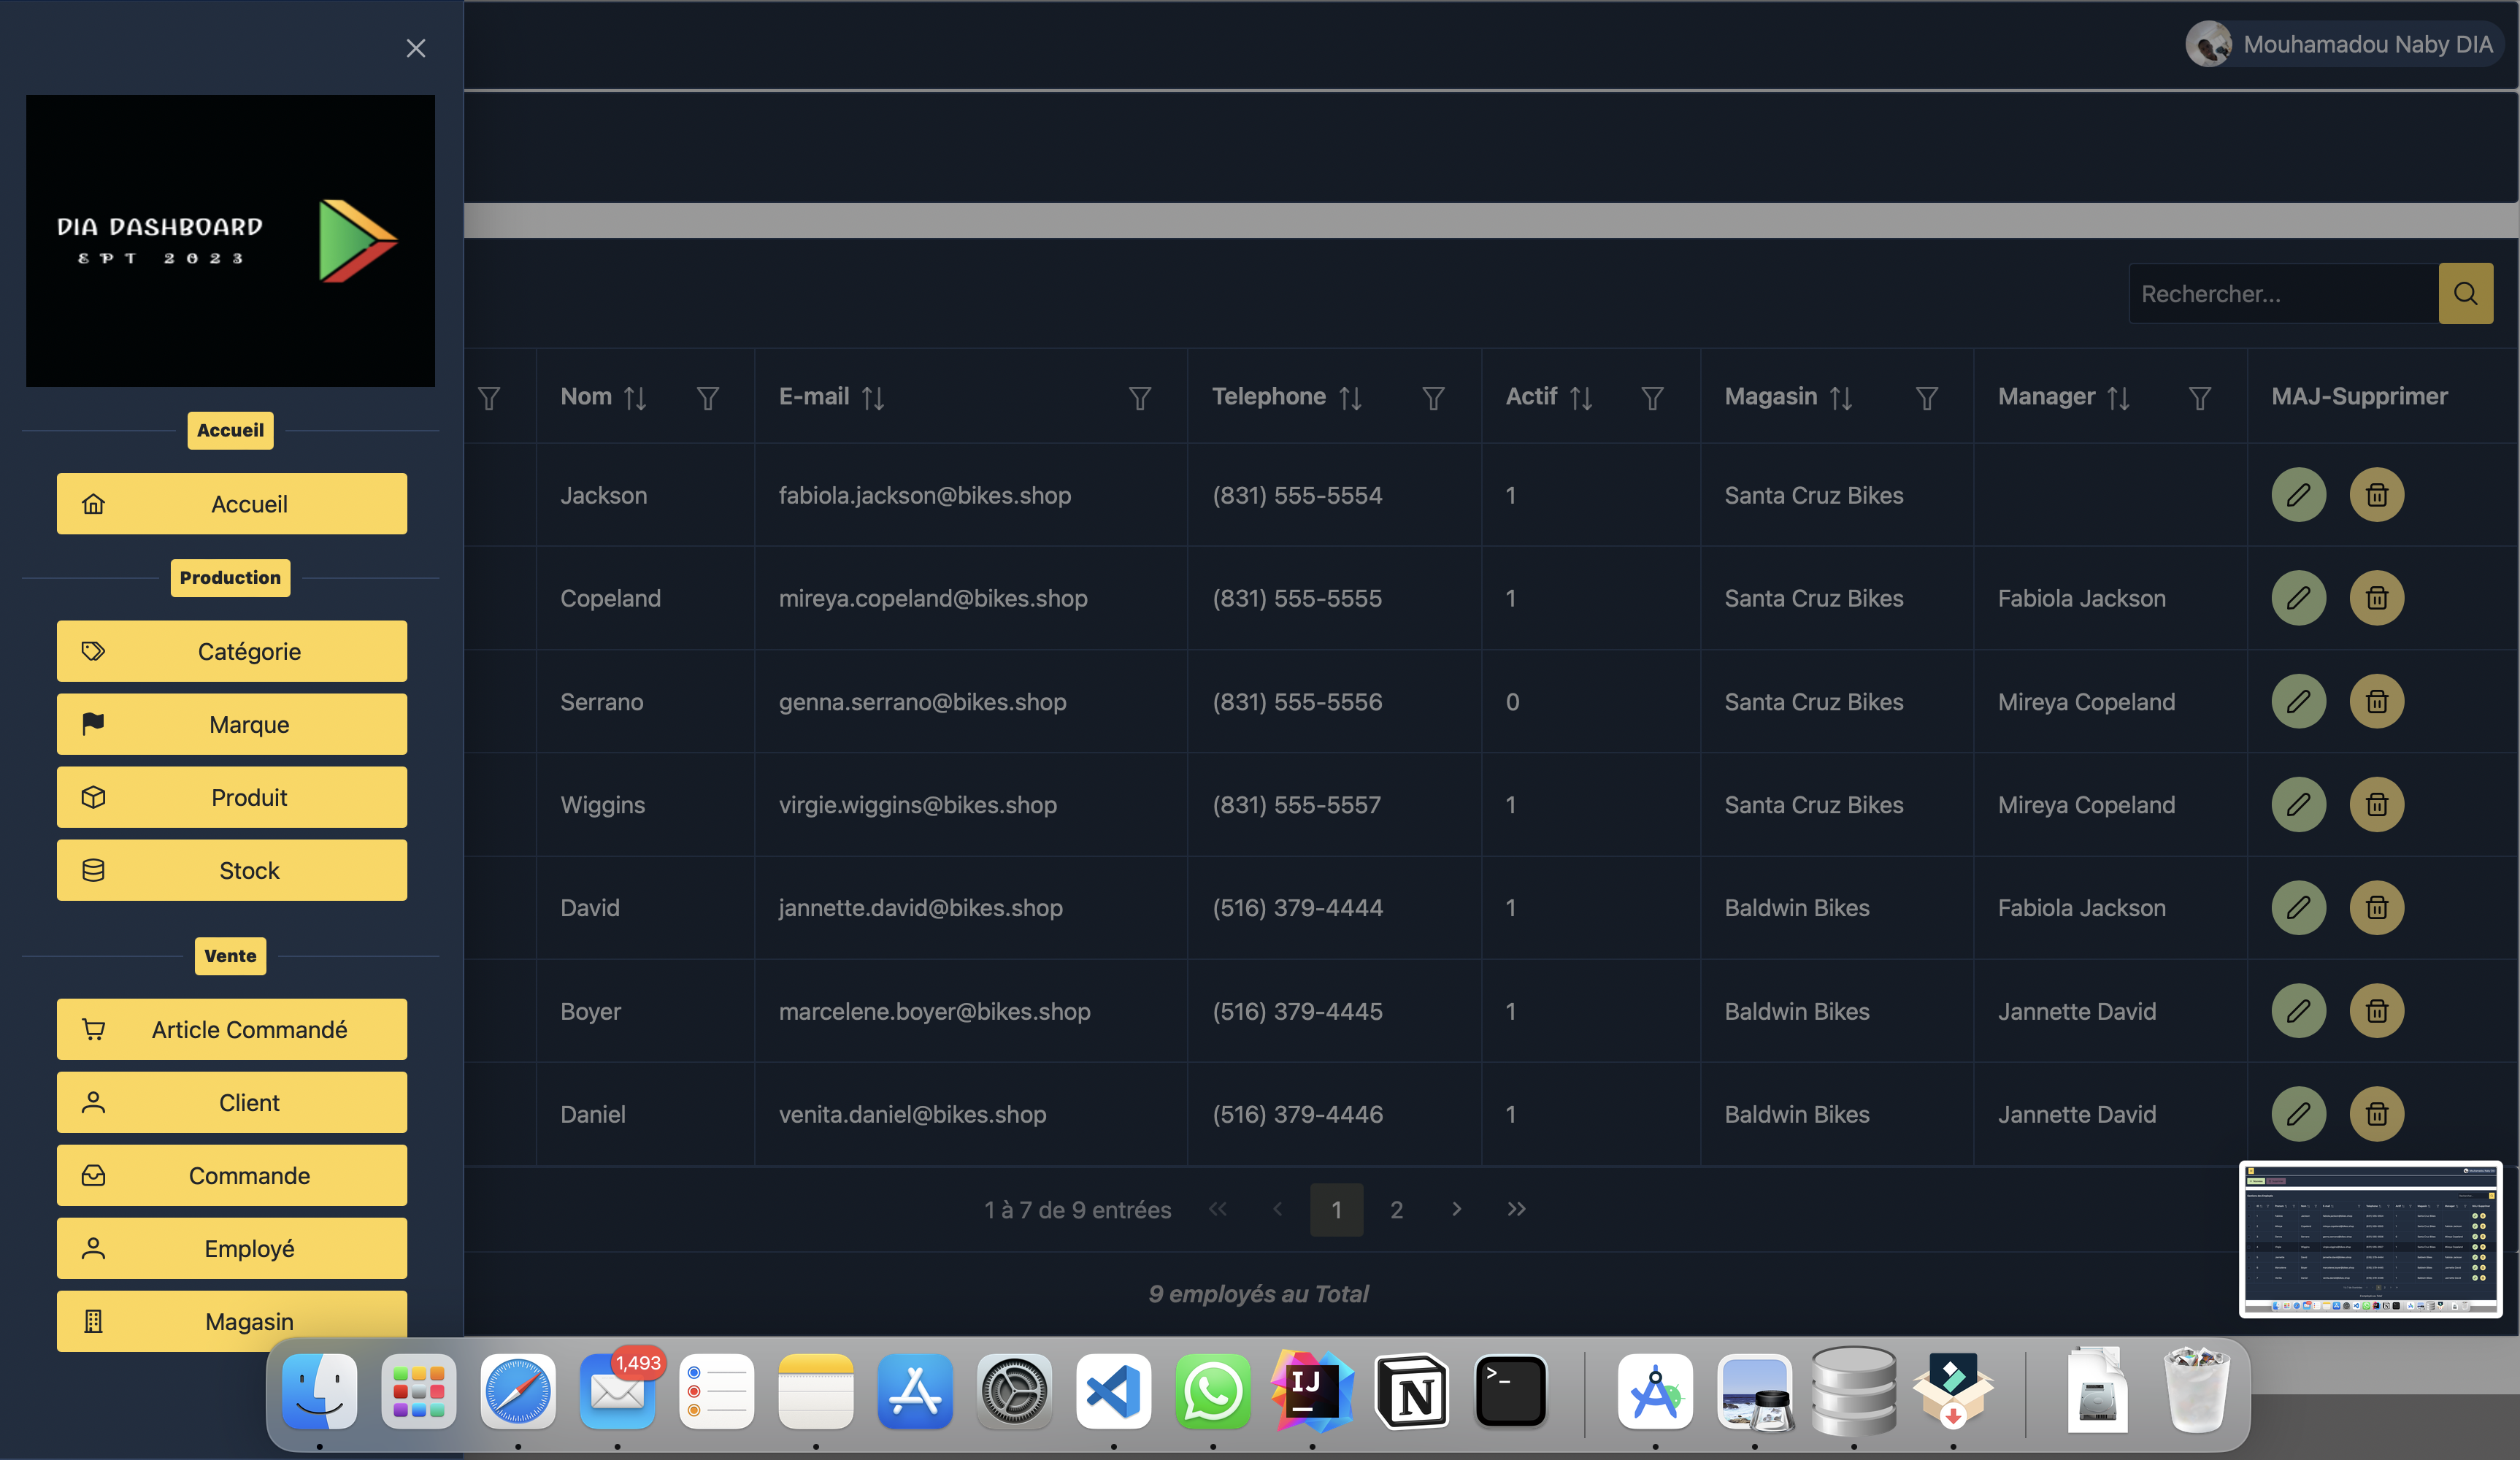 Mouhamadou Naby DIA
DIA DASHBOARD
EPT 2023
Accueil
Accueil
Production
Catégorie
Marque
Produit
Stock
Vente
Article Commandé
Client
Commande
Employé
Magasin
Rechercher...
Nom E-mail Telephone Actif Magasin Manager MAJ-Supprimer
Jackson fabiola.jackson@bikes.shop (831) 555-5554 1 Santa Cruz Bikes
Copeland mireya.copeland@bikes.shop (831) 555-5555 1 Santa Cruz Bikes Fabiola Jackson
Serrano genna.serrano@bikes.shop (831) 555-5556 0 Santa Cruz Bikes Mireya Copeland
Wiggins virgie.wiggins@bikes.shop (831) 555-5557 1 Santa Cruz Bikes Mireya Copeland
David jannette.david@bikes.shop (516) 379-4444 1 Baldwin Bikes Fabiola Jackson
Boyer marcelene.boyer@bikes.shop (516) 379-4445 1 Baldwin Bikes Jannette David
Daniel venita.daniel@bikes.shop (516) 379-4446 1 Baldwin Bikes Jannette David
1 à 7 de 9 entrées « ‹ 1 2 › »
9 employés au Total
1,493
IJ
N
>_